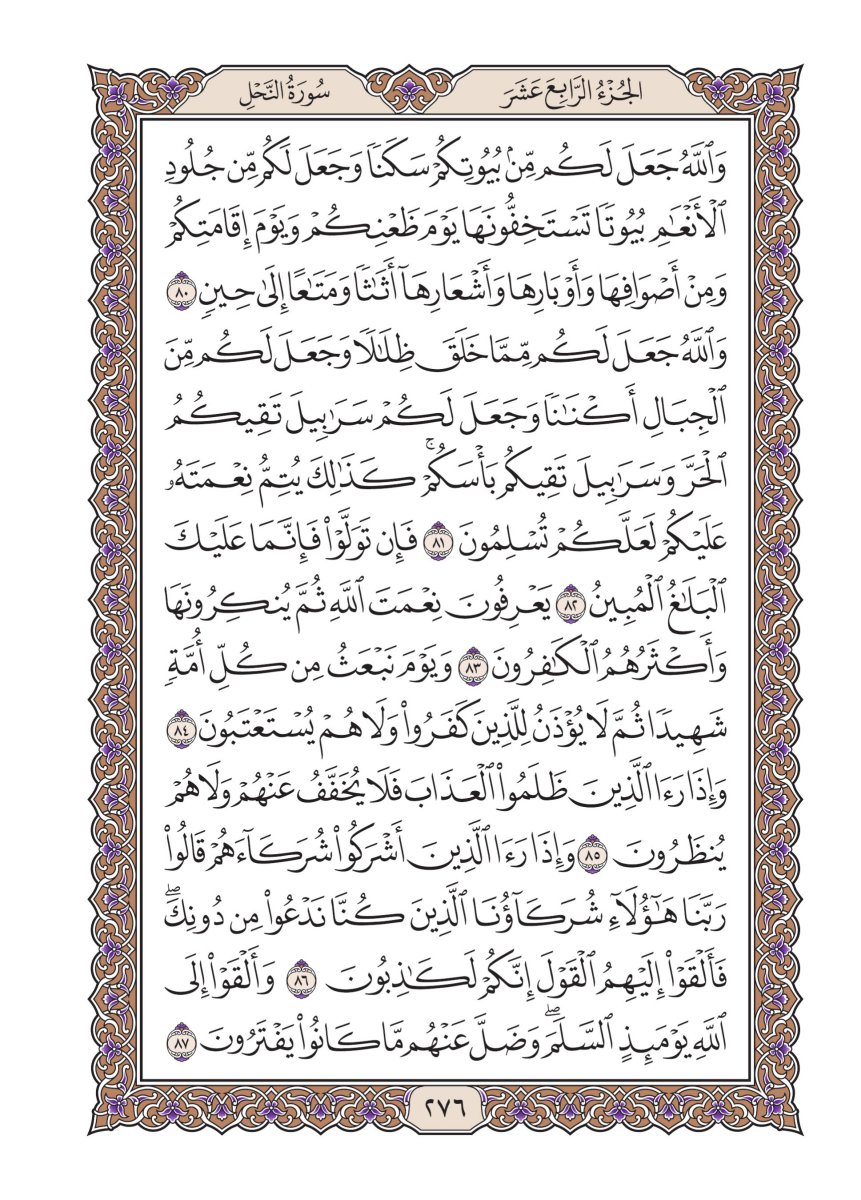 الجُزْءُ الرَّابِعَ عَشَرَ
سُورَةُ النَّحْلِ
وَٱللَّهُ جَعَلَ لَكُم مِّنۢ بُيُوتِكُمْ سَكَنٗا وَجَعَلَ لَكُم مِّن جُلُودِ
ٱلْأَنْعَٰمِ بُيُوتٗا تَسْتَخِفُّونَهَا يَوْمَ ظَعْنِكُمْ وَيَوْمَ إِقَامَتِكُمْ
وَمِنْ أَصْوَافِهَا وَأَوْبَارِهَا وَأَشْعَارِهَآ أَثَٰثٗا وَمَتَٰعًا إِلَىٰ حِينٖ ٨٠
وَٱللَّهُ جَعَلَ لَكُم مِّمَّا خَلَقَ ظِلَٰلٗا وَجَعَلَ لَكُم مِّنَ
ٱلْجِبَالِ أَكْنَٰنٗا وَجَعَلَ لَكُمْ سَرَٰبِيلَ تَقِيكُمُ
ٱلْحَرَّ وَسَرَٰبِيلَ تَقِيكُم بَأْسَكُمْۚ كَذَٰلِكَ يُتِمُّ نِعْمَتَهُۥ
عَلَيْكُمْ لَعَلَّكُمْ تُسْلِمُونَ ٨١ فَإِن تَوَلَّوْاْ فَإِنَّمَا عَلَيْكَ
ٱلْبَلَٰغُ ٱلْمُبِينُ ٨٢ يَعْرِفُونَ نِعْمَتَ ٱللَّهِ ثُمَّ يُنكِرُونَهَا
وَأَكْثَرُهُمُ ٱلْكَٰفِرُونَ ٨٣ وَيَوْمَ نَبْعَثُ مِن كُلِّ أُمَّةٖ
شَهِيدٗا ثُمَّ لَا يُؤْذَنُ لِلَّذِينَ كَفَرُواْ وَلَا هُمْ يُسْتَعْتَبُونَ ٨٤
وَإِذَا رَءَا ٱلَّذِينَ ظَلَمُواْ ٱلْعَذَابَ فَلَا يُخَفَّفُ عَنْهُمْ وَلَا هُمْ
يُنظَرُونَ ٨٥ وَإِذَا رَءَا ٱلَّذِينَ أَشْرَكُواْ شُرَكَآءَهُمْ قَالُواْ
رَبَّنَا هَٰٓؤُلَآءِ شُرَكَآؤُنَا ٱلَّذِينَ كُنَّا نَدْعُواْ مِن دُونِكَۖ
فَأَلْقَوْاْ إِلَيْهِمُ ٱلْقَوْلَ إِنَّكُمْ لَكَٰذِبُونَ ٨٦ وَأَلْقَوْاْ إِلَى
ٱللَّهِ يَوْمَئِذٍ ٱلسَّلَمَۖ وَضَلَّ عَنْهُم مَّا كَانُواْ يَفْتَرُونَ ٨٧
٢٧٦